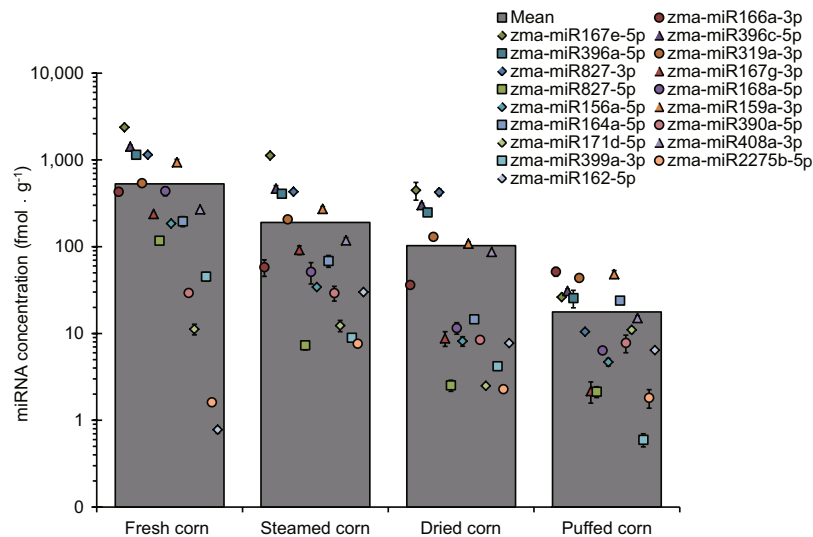 Mean
zma-miR166a-3p
zma-miR167e-5p
zma-miR396c-5p
zma-miR396a-5p
zma-miR319a-3p
zma-miR827-3p
zma-miR167g-3p
zma-miR827-5p
zma-miR168a-5p
zma-miR156a-5p
zma-miR159a-3p
zma-miR164a-5p
zma-miR390a-5p
zma-miR171d-5p
zma-miR408a-3p
zma-miR399a-3p
zma-miR2275b-5p
zma-miR162-5p
miRNA concentration (fmol · g⁻¹)
10,000
1,000
100
10
1
0
Fresh corn
Steamed corn
Dried corn
Puffed corn